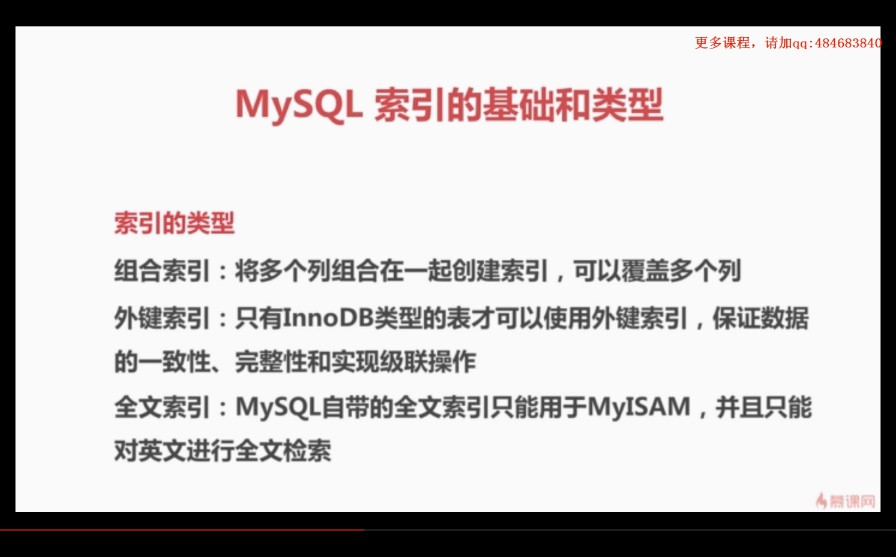 更多课程，请加qq:484683840
MySQL 索引的基础和类型
索引的类型
组合索引：将多个列组合在一起创建索引，可以覆盖多个列
外键索引：只有InnoDB类型的表才可以使用外键索引，保证数据
的一致性、完整性和实现级联操作
全文索引：MySQL自带的全文索引只能用于MyISAM，并且只能
对英文进行全文检索
慕课网